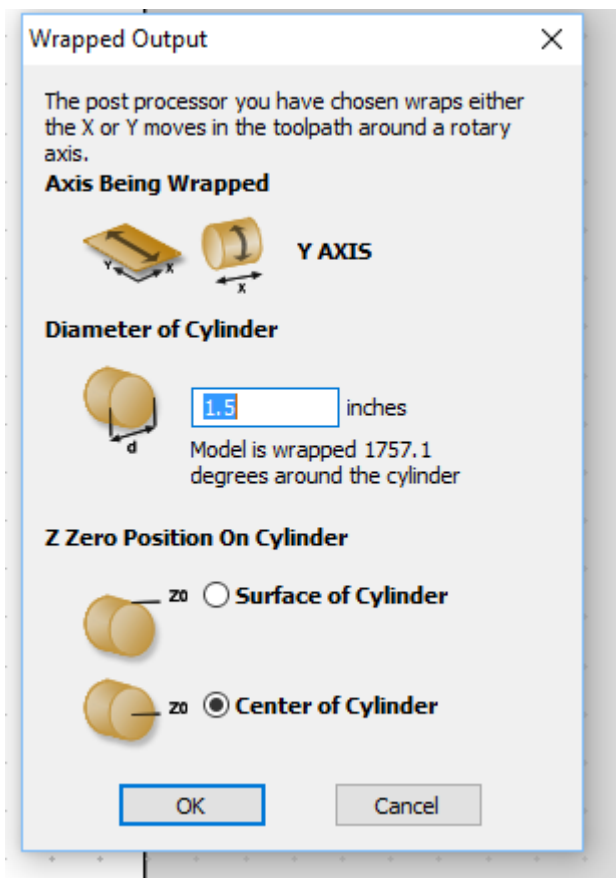 Wrapped Output
The post processor you have chosen wraps either
the X or Y moves in the toolpath around a rotary
axis.
Axis Being Wrapped
Y X
X
Y AXIS
Diameter of Cylinder
d
1.5 inches
Model is wrapped 1757.1
degrees around the cylinder
Z Zero Position On Cylinder
Z0 Surface of Cylinder
Z0 Center of Cylinder
OK Cancel